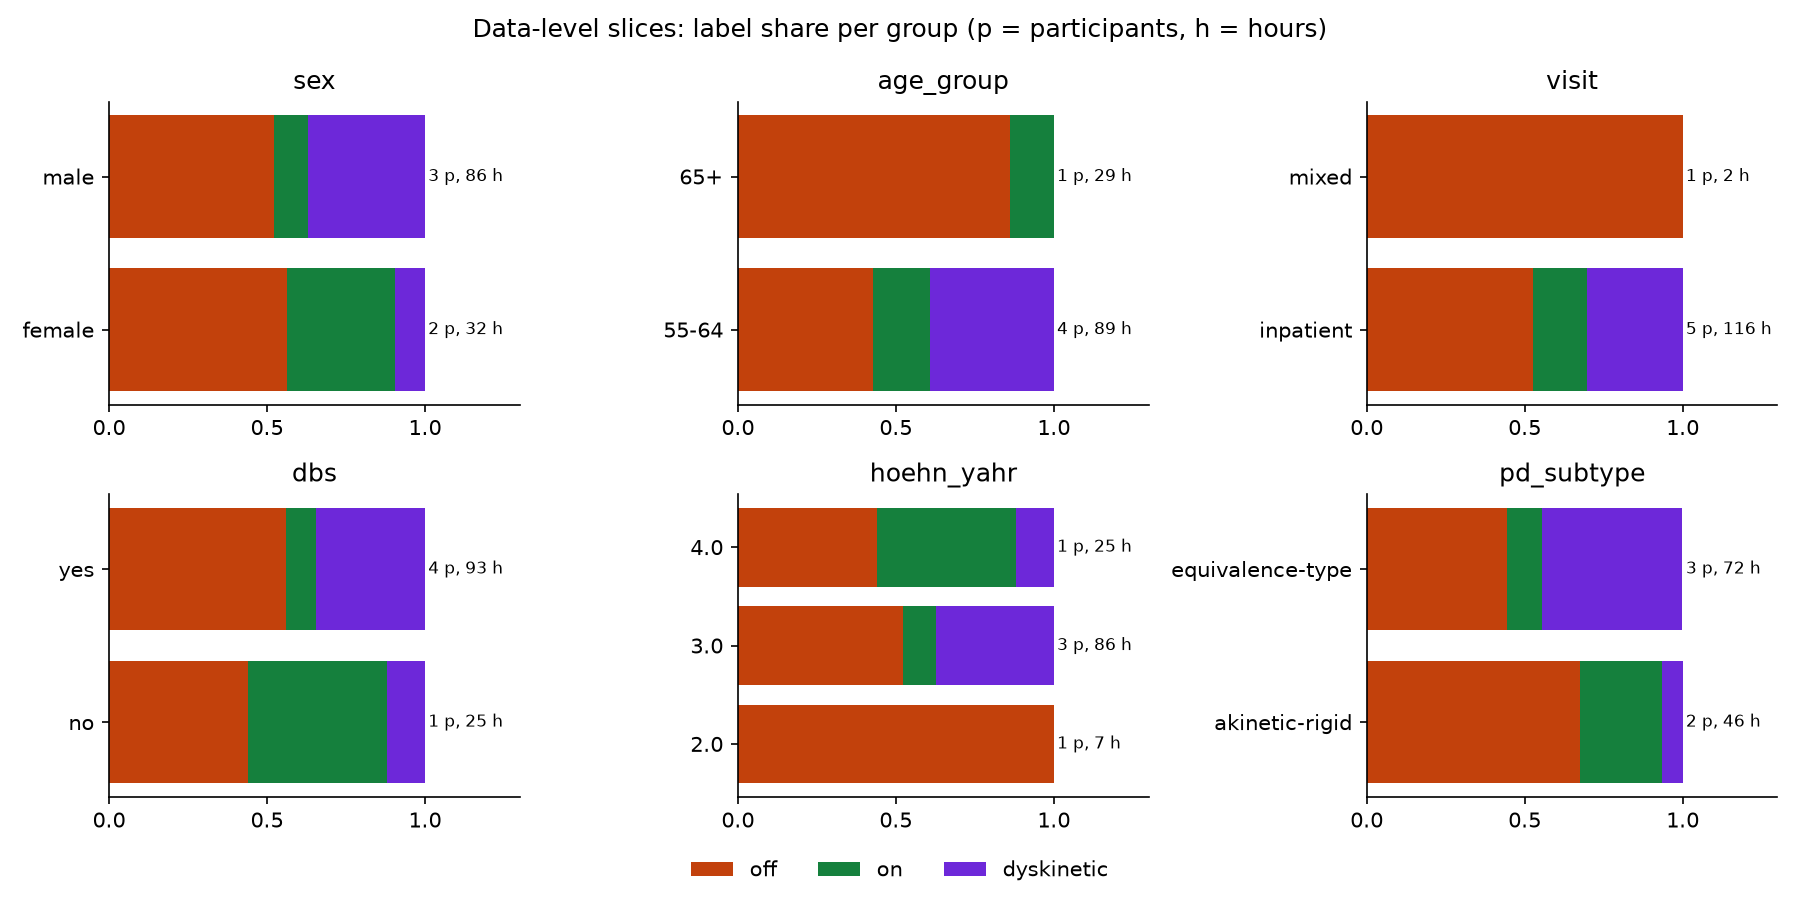 Data-level slices: label share per group (p = participants, h = hours)
sex
male
3 p, 86 h
female
2 p, 32 h
0.0 0.5 1.0
age_group
65+
1 p, 29 h
55-64
4 p, 89 h
0.0 0.5 1.0
visit
mixed
1 p, 2 h
inpatient
5 p, 116 h
0.0 0.5 1.0
dbs
yes
4 p, 93 h
no
1 p, 25 h
0.0 0.5 1.0
hoehn_yahr
4.0
1 p, 25 h
3.0
3 p, 86 h
2.0
1 p, 7 h
0.0 0.5 1.0
pd_subtype
equivalence-type
3 p, 72 h
akinetic-rigid
2 p, 46 h
0.0 0.5 1.0
off on dyskinetic